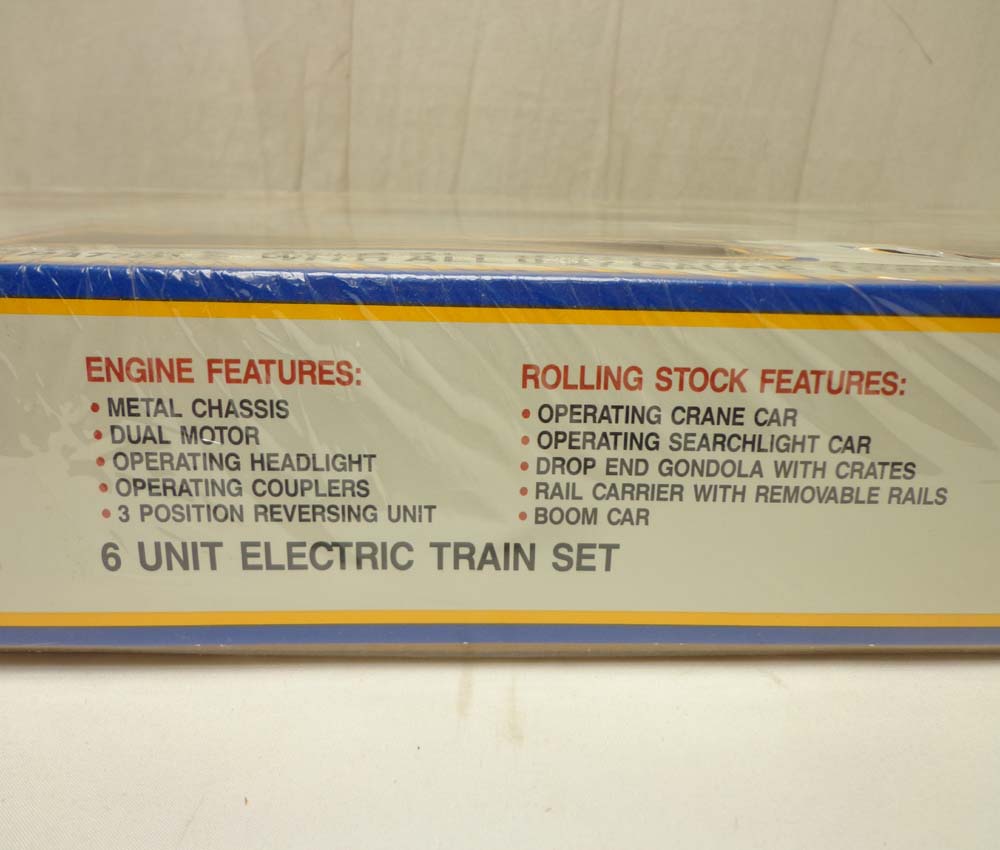 WITH ALL
ENGINE FEATURES:
• METAL CHASSIS
• DUAL MOTOR
• OPERATING HEADLIGHT
• OPERATING COUPLERS
• 3 POSITION REVERSING UNIT
ROLLING STOCK FEATURES:
• OPERATING CRANE CAR
• OPERATING SEARCHLIGHT CAR
• DROP END GONDOLA WITH CRATES
• RAIL CARRIER WITH REMOVABLE RAILS
• BOOM CAR
6 UNIT ELECTRIC TRAIN SET